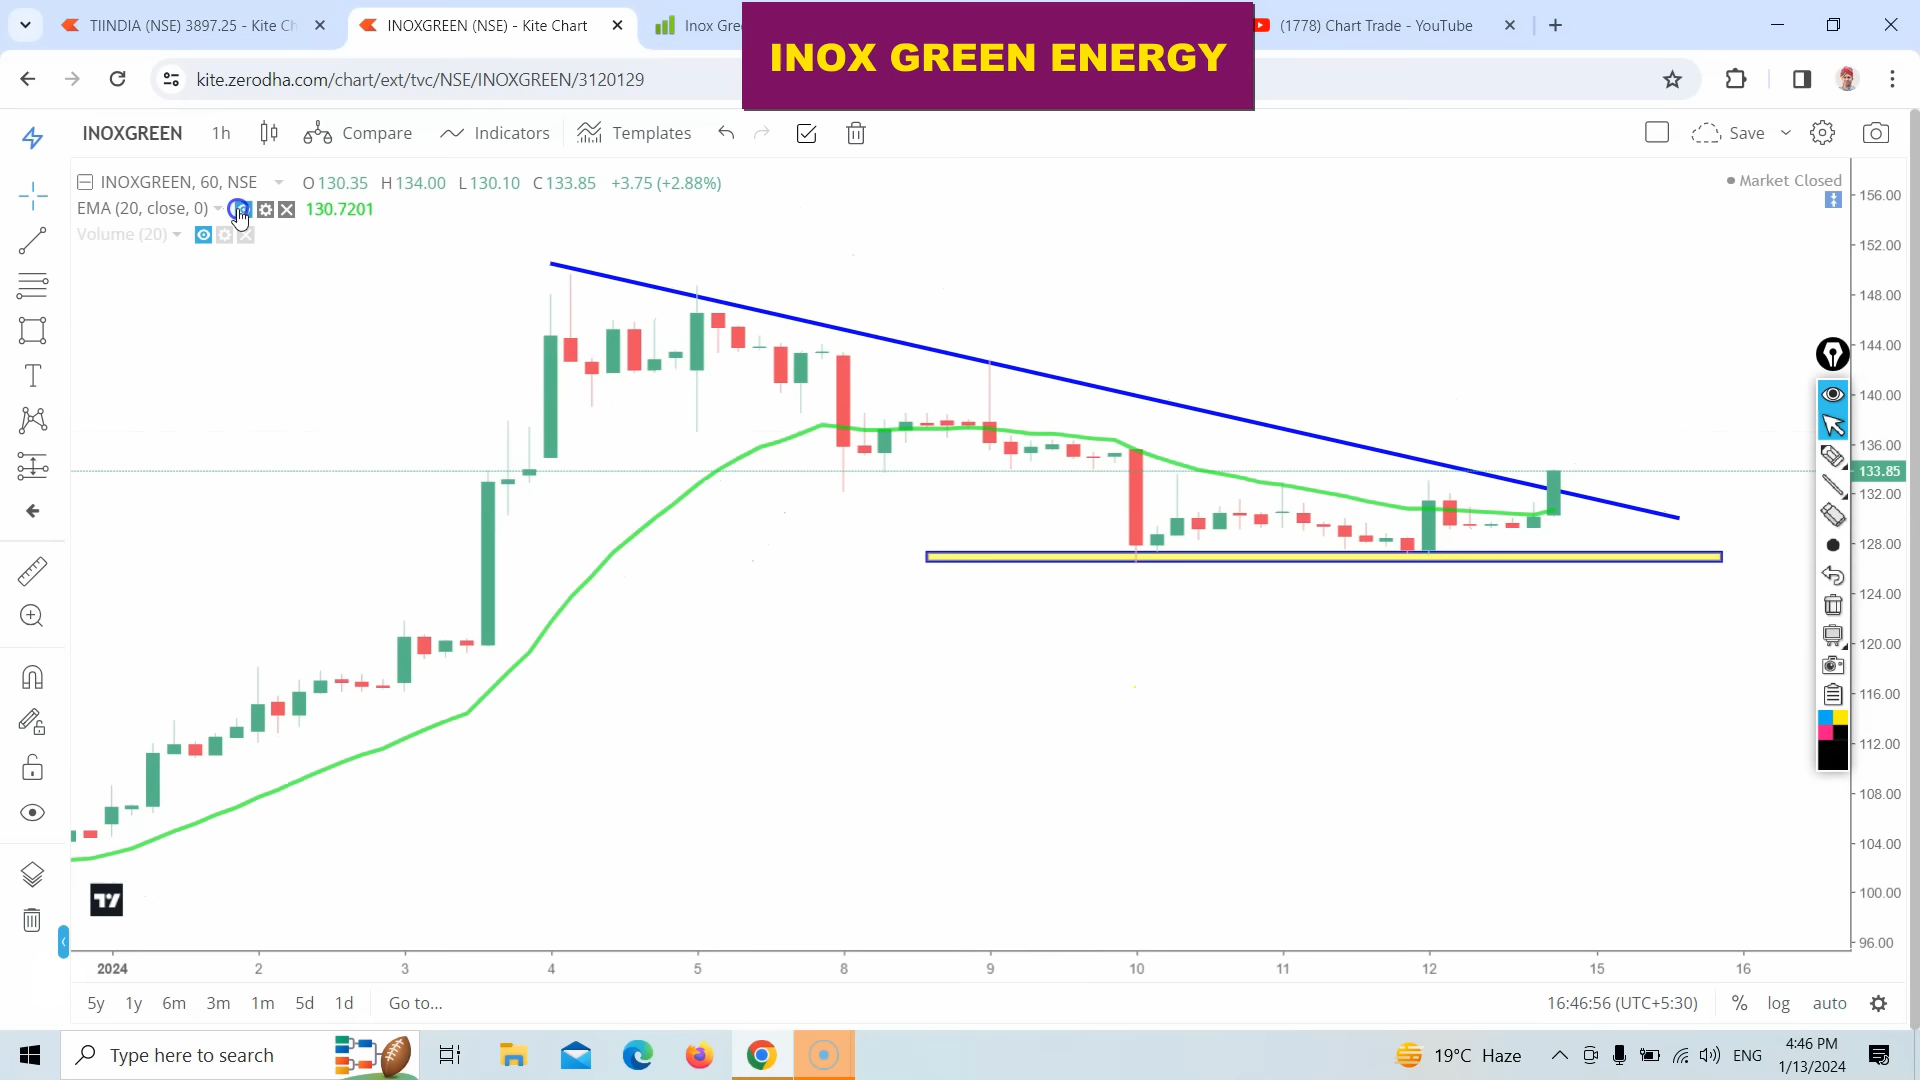 TIINDIA (NSE) 3897.25 - Kite Ch
INOXGREEN (NSE) - Kite Chart
Inox Gre
(1778) Chart Trade - YouTube
INOX GREEN ENERGY
kite.zerodha.com/chart/ext/tvc/NSE/INOXGREEN/3120129
INOXGREEN 1h Compare Indicators Templates Save
INOXGREEN, 60, NSE O130.35 H134.00 L130.10 C133.85 +3.75 (+2.88%)
Market Closed
EMA (20, close, 0) 130.7201
Volume (20)
156.00
152.00
148.00
144.00
140.00
136.00
133.85
132.00
128.00
124.00
120.00
116.00
112.00
108.00
104.00
100.00
96.00
2024 2 3 4 5 8 9 10 11 12 15 16
5y 1y 6m 3m 1m 5d 1d Go to... 16:46:56 (UTC+5:30) % log auto
Type here to search
19°C Haze
ENG
4:46 PM
1/13/2024